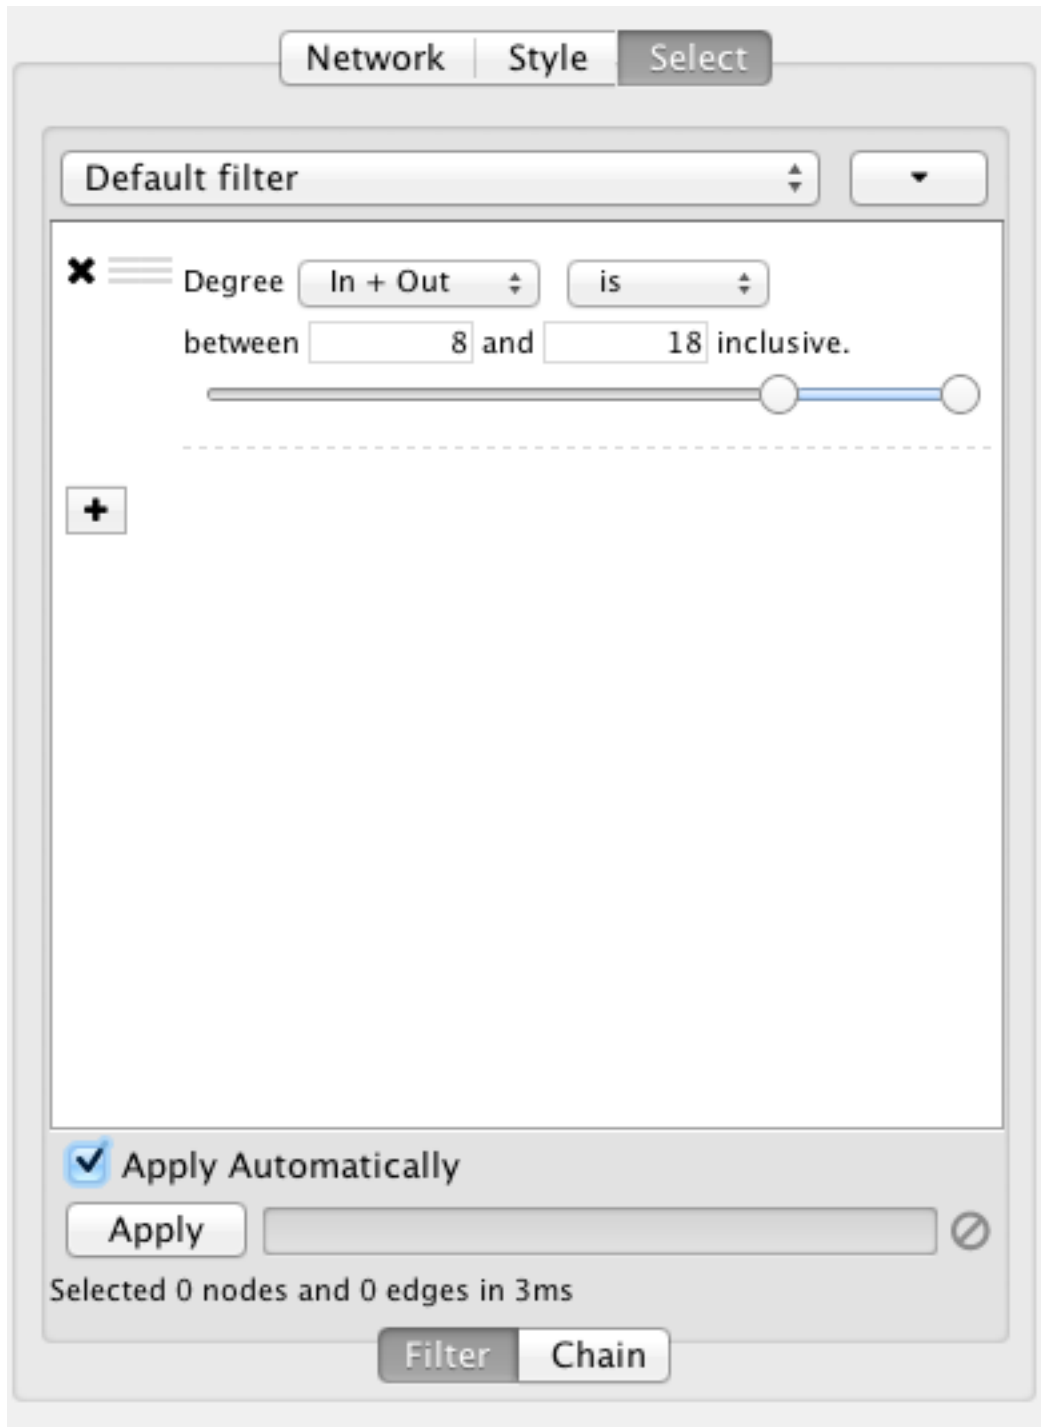 Network Style Select
Default filter
Degree In + Out is
between 8 and 18 inclusive.
Apply Automatically
Apply
Selected 0 nodes and 0 edges in 3ms
Filter Chain